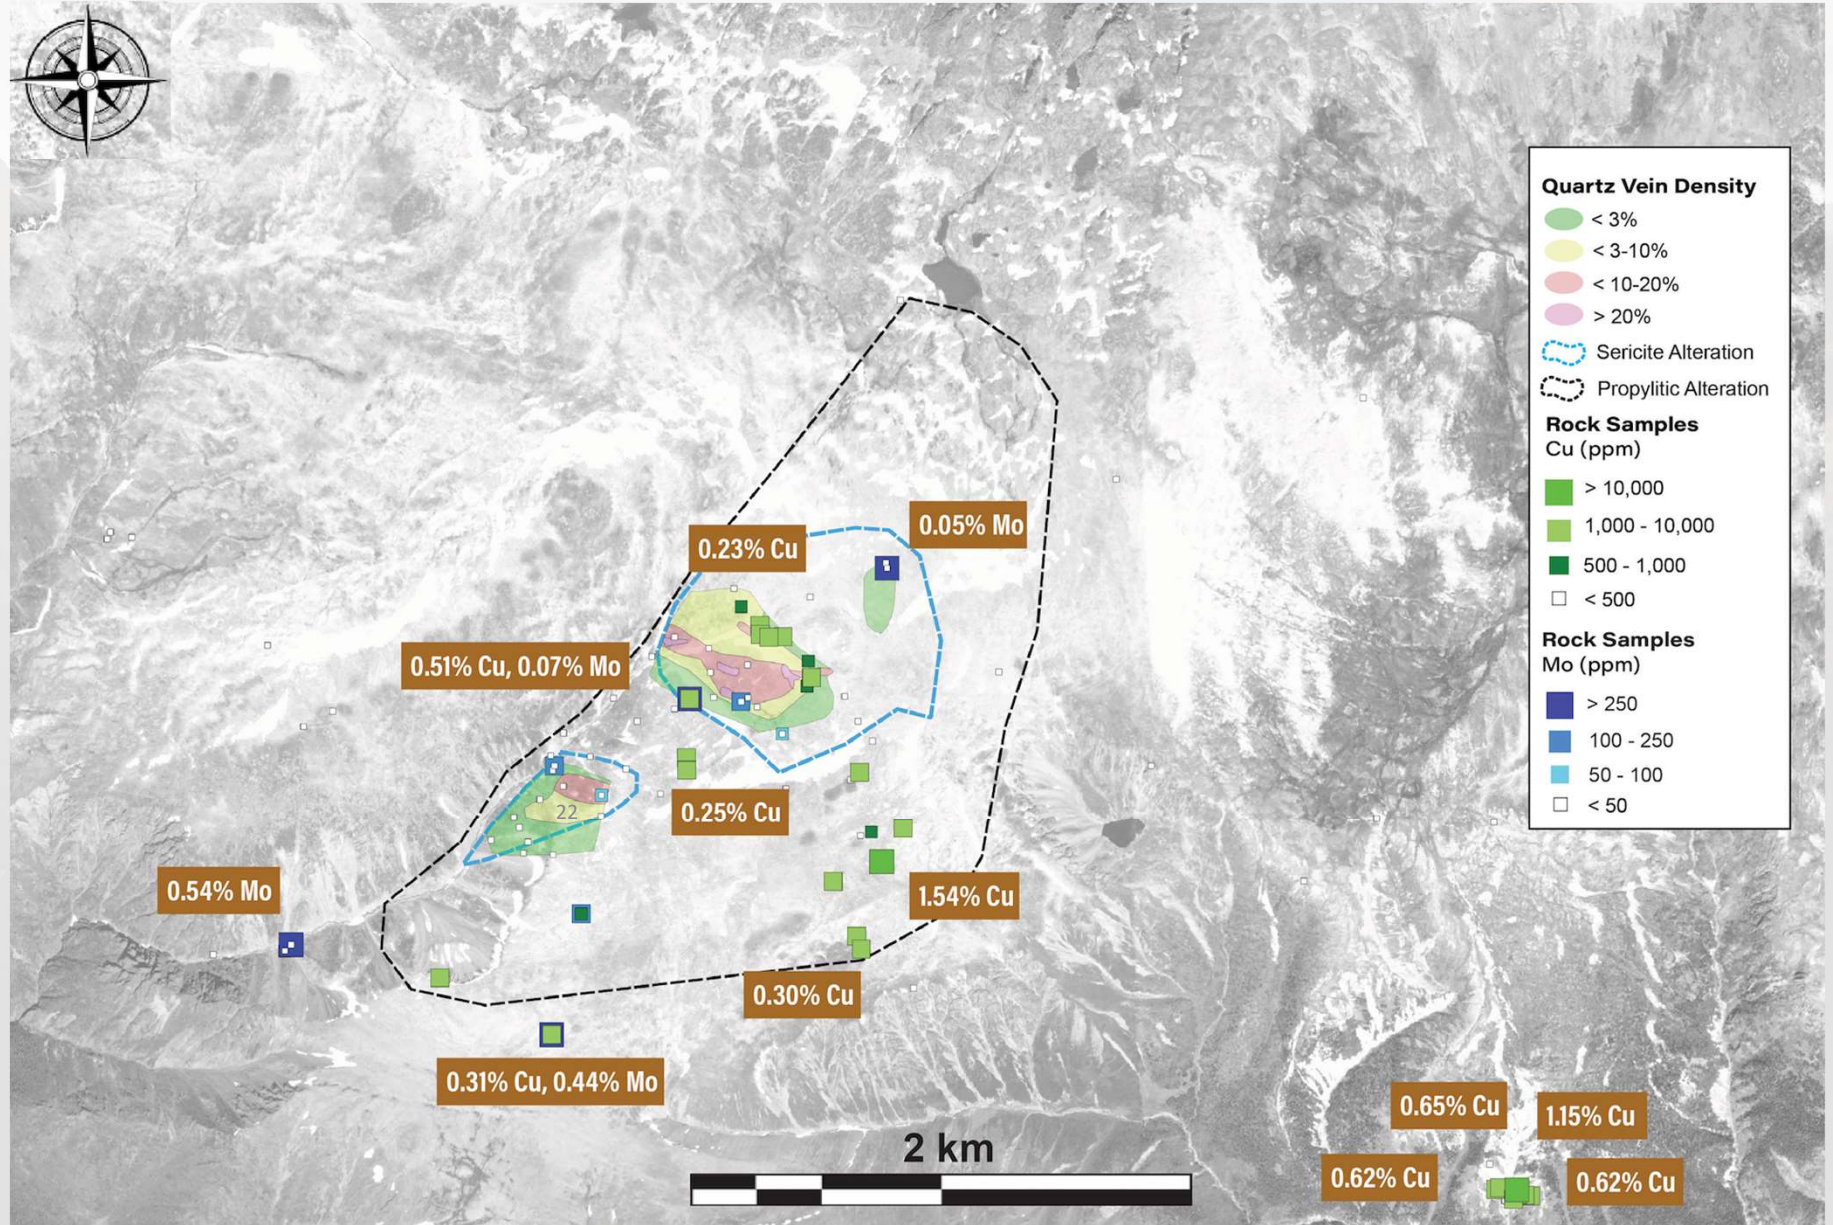 Quartz Vein Density
< 3%
< 3-10%
< 10-20%
> 20%
Sericite Alteration
Propylitic Alteration
Rock Samples
Cu (ppm)
> 10,000
1,000 - 10,000
500 - 1,000
< 500
Rock Samples
Mo (ppm)
> 250
100 - 250
50 - 100
< 50
0.05% Mo
0.23% Cu
0.51% Cu, 0.07% Mo
0.25% Cu
22
0.54% Mo
1.54% Cu
0.30% Cu
0.31% Cu, 0.44% Mo
0.65% Cu
1.15% Cu
2 km
0.62% Cu
0.62% Cu